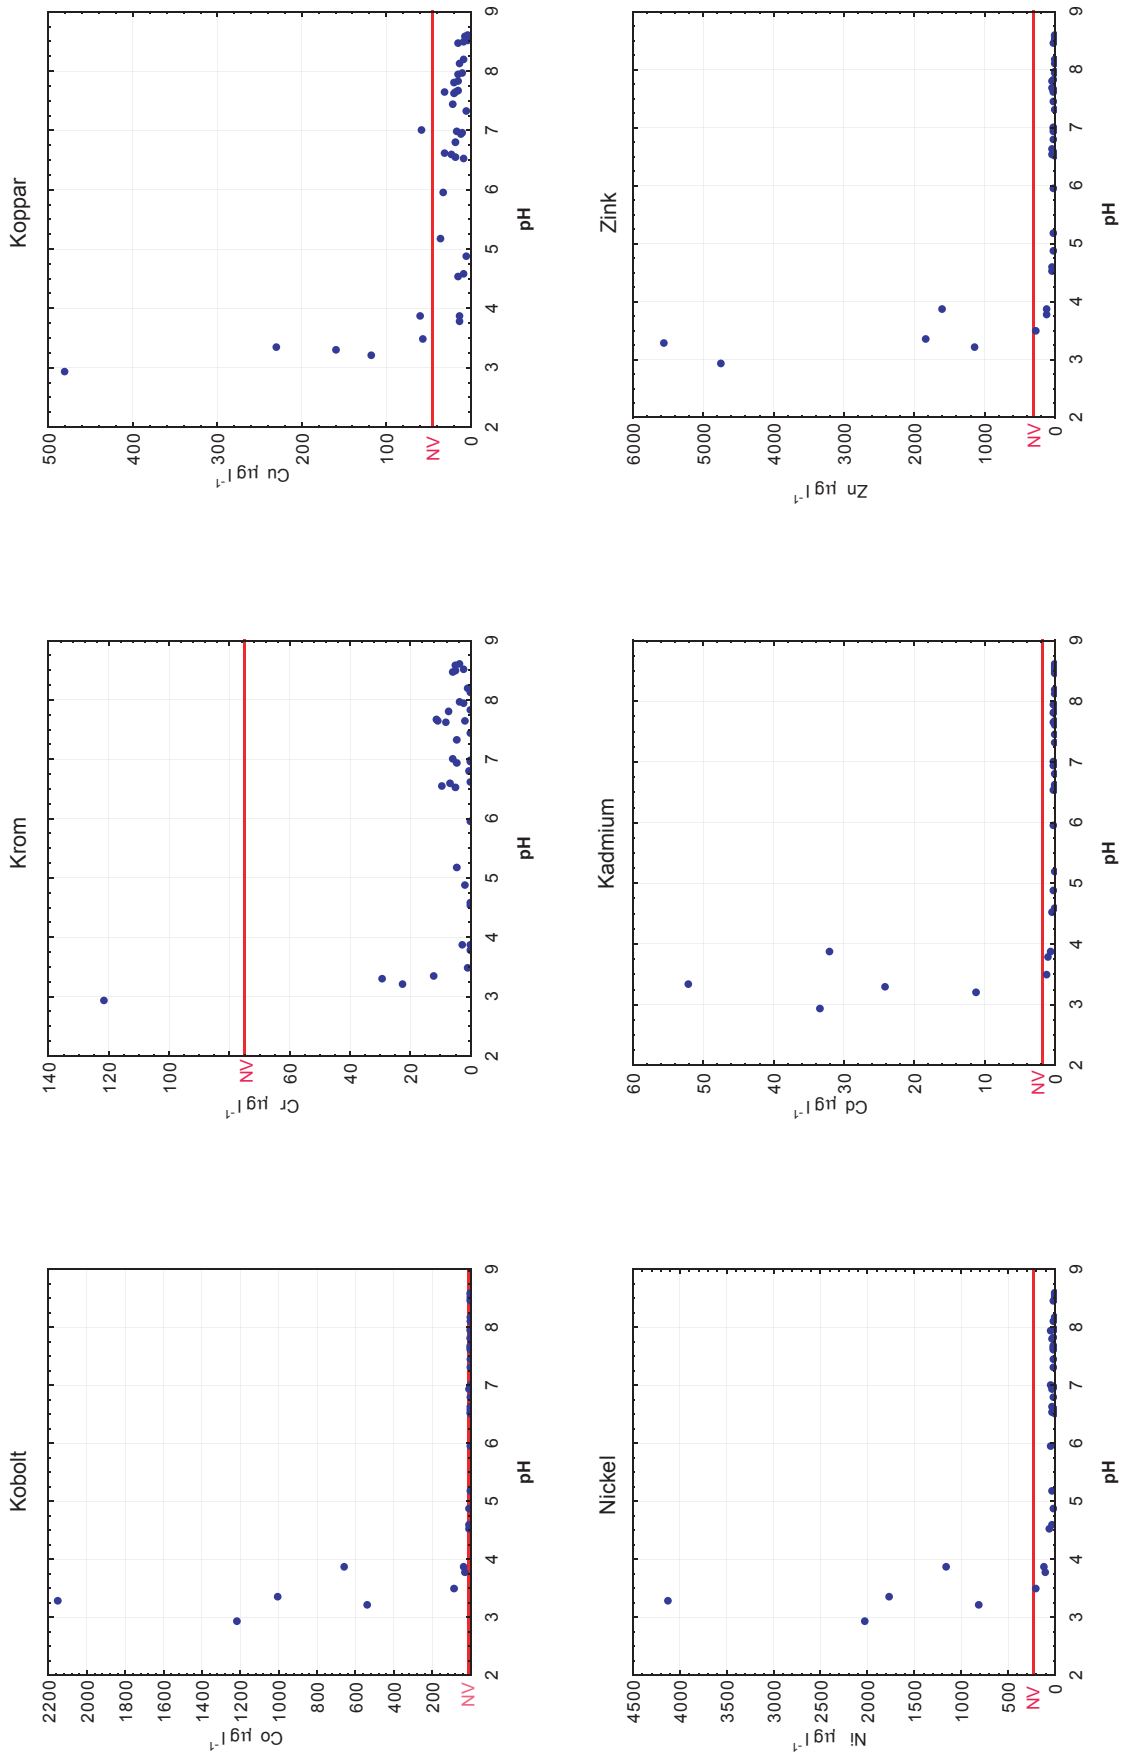 Kobolt
Co µg l⁻¹
2200
2000
1800
1600
1400
1200
1000
800
600
400
200
NV
2 3 4 5 6 7 8 9
pH
Krom
Cr µg l⁻¹
140
120
100
NV
60
40
20
0
2 3 4 5 6 7 8 9
pH
Koppar
Cu µg l⁻¹
500
400
300
200
100
NV
0
2 3 4 5 6 7 8 9
pH
Nickel
Ni µg l⁻¹
4500
4000
3500
3000
2500
2000
1500
1000
500
NV
0
2 3 4 5 6 7 8 9
pH
Kadmium
Cd µg l⁻¹
60
50
40
30
20
10
NV
0
2 3 4 5 6 7 8 9
pH
Zink
Zn µg l⁻¹
6000
5000
4000
3000
2000
1000
NV
0
2 3 4 5 6 7 8 9
pH